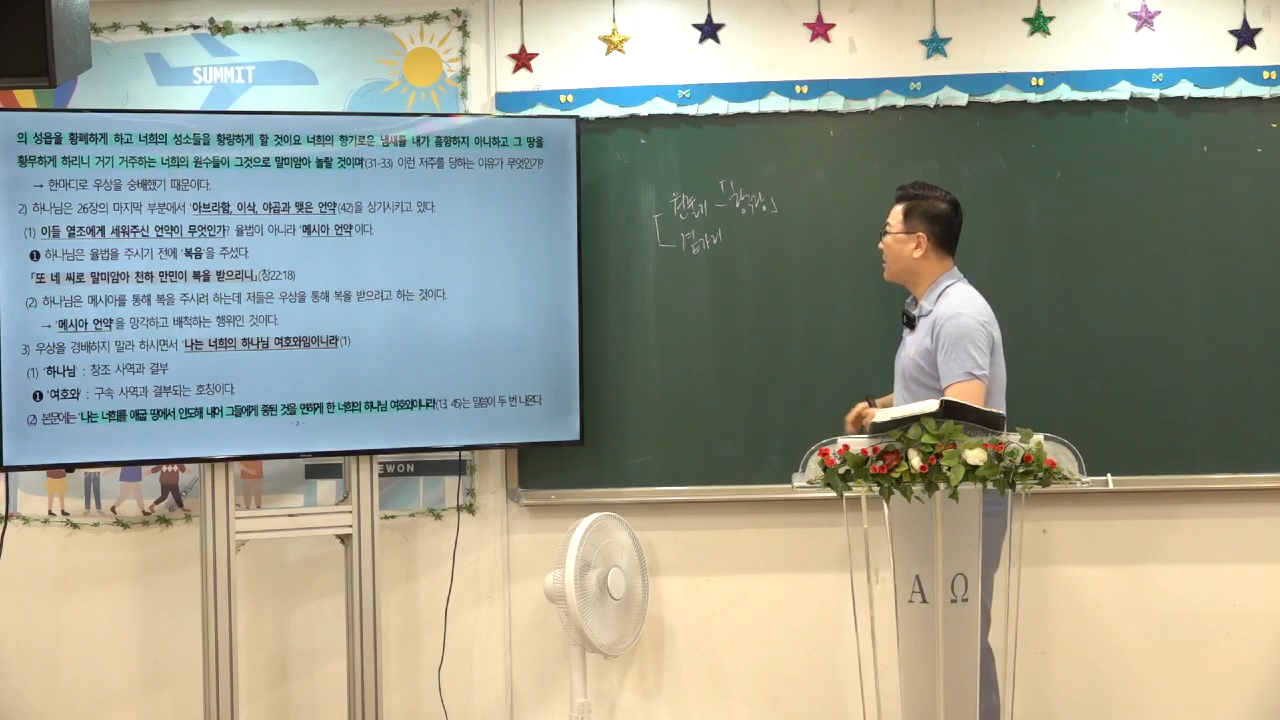 SUMMIT
의 성읍을 황폐하게 하고 너희의 성소들을 황량하게 할 것이요 너희의 향기로운 냄새를 내가 흠향하지 아니하고 그 땅을
황무하게 하리니 거기 거주하는 너희의 원수들이 그것으로 말미암아 놀랄 것이며(31-33) 이런 저주를 당하는 이유가 무엇인가?
→ 한마디로 우상을 숭배했기 때문이다.
2) 하나님은 26장의 마지막 부분에서 '아브라함, 이삭, 야곱과 맺은 언약'(42)을 상기시키고 있다.
(1) 이들 열조에게 세워주신 언약이 무엇인가? 율법이 아니라 '메시아 언약'이다.
❶ 하나님은 율법을 주시기 전에 '복음'을 주셨다.
「또 네 씨로 말미암아 천하 만민이 복을 받으리니」(창22:18)
(2) 하나님은 메시아를 통해 복을 주시려 하는데 저들은 우상을 통해 복을 받으려고 하는 것이다.
→ '메시아 언약'을 망각하고 배척하는 행위인 것이다.
3) 우상을 경배하지 말라 하시면서 '나는 너희의 하나님 여호와임이니라'(1)
(1) '하나님' : 창조 사역과 결부
❶ '여호와' : 구속 사역과 결부되는 호칭이다.
(2) 본문에는 '나는 너희를 애굽 땅에서 인도해 내어 그들에게 종된 것을 면하게 한 너희의 하나님 여호와이니라'(13, 45)는 말씀이 두 번 나온다.
- 2 -
EWON
Α Ω